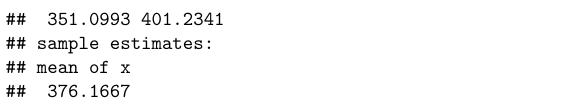 ##  351.0993 401.2341
## sample estimates:
## mean of x
##  376.1667